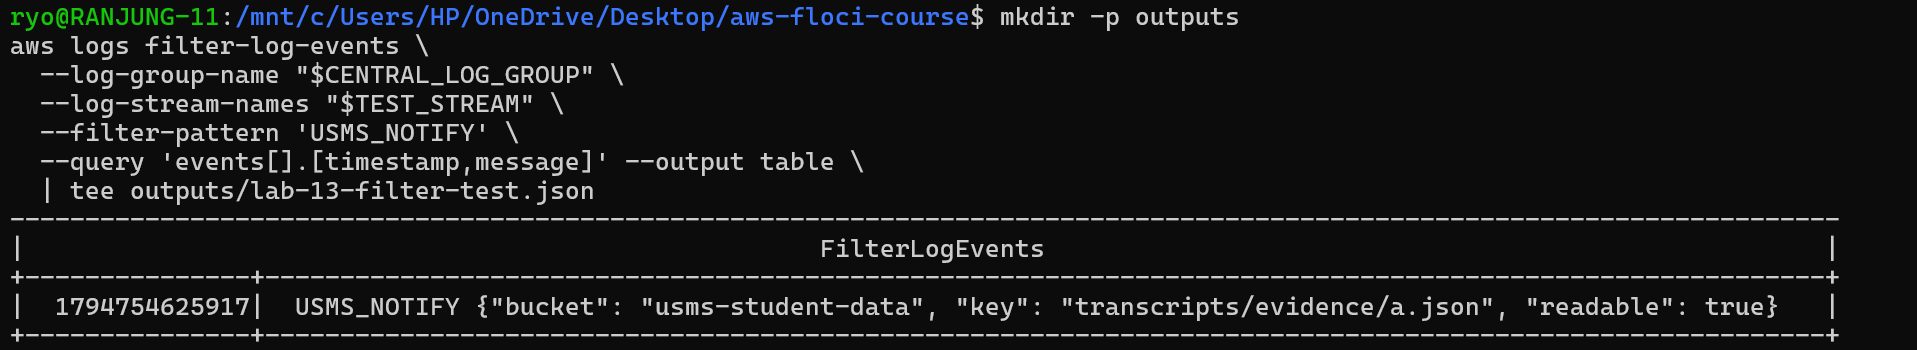 ryo@RANJUNG-11:/mnt/c/Users/HP/OneDrive/Desktop/aws-floci-course$ mkdir -p outputs
aws logs filter-log-events \
  --log-group-name "$CENTRAL_LOG_GROUP" \
  --log-stream-names "$TEST_STREAM" \
  --filter-pattern 'USMS_NOTIFY' \
  --query 'events[].[timestamp,message]' --output table \
  | tee outputs/lab-13-filter-test.json
--------------------------------------------------------------------------------------------------------------------------
|                                                     FilterLogEvents                                                    |
+---------------+--------------------------------------------------------------------------------------------------------+
|  1794754625917|  USMS_NOTIFY {"bucket": "usms-student-data", "key": "transcripts/evidence/a.json", "readable": true}   |
+---------------+--------------------------------------------------------------------------------------------------------+